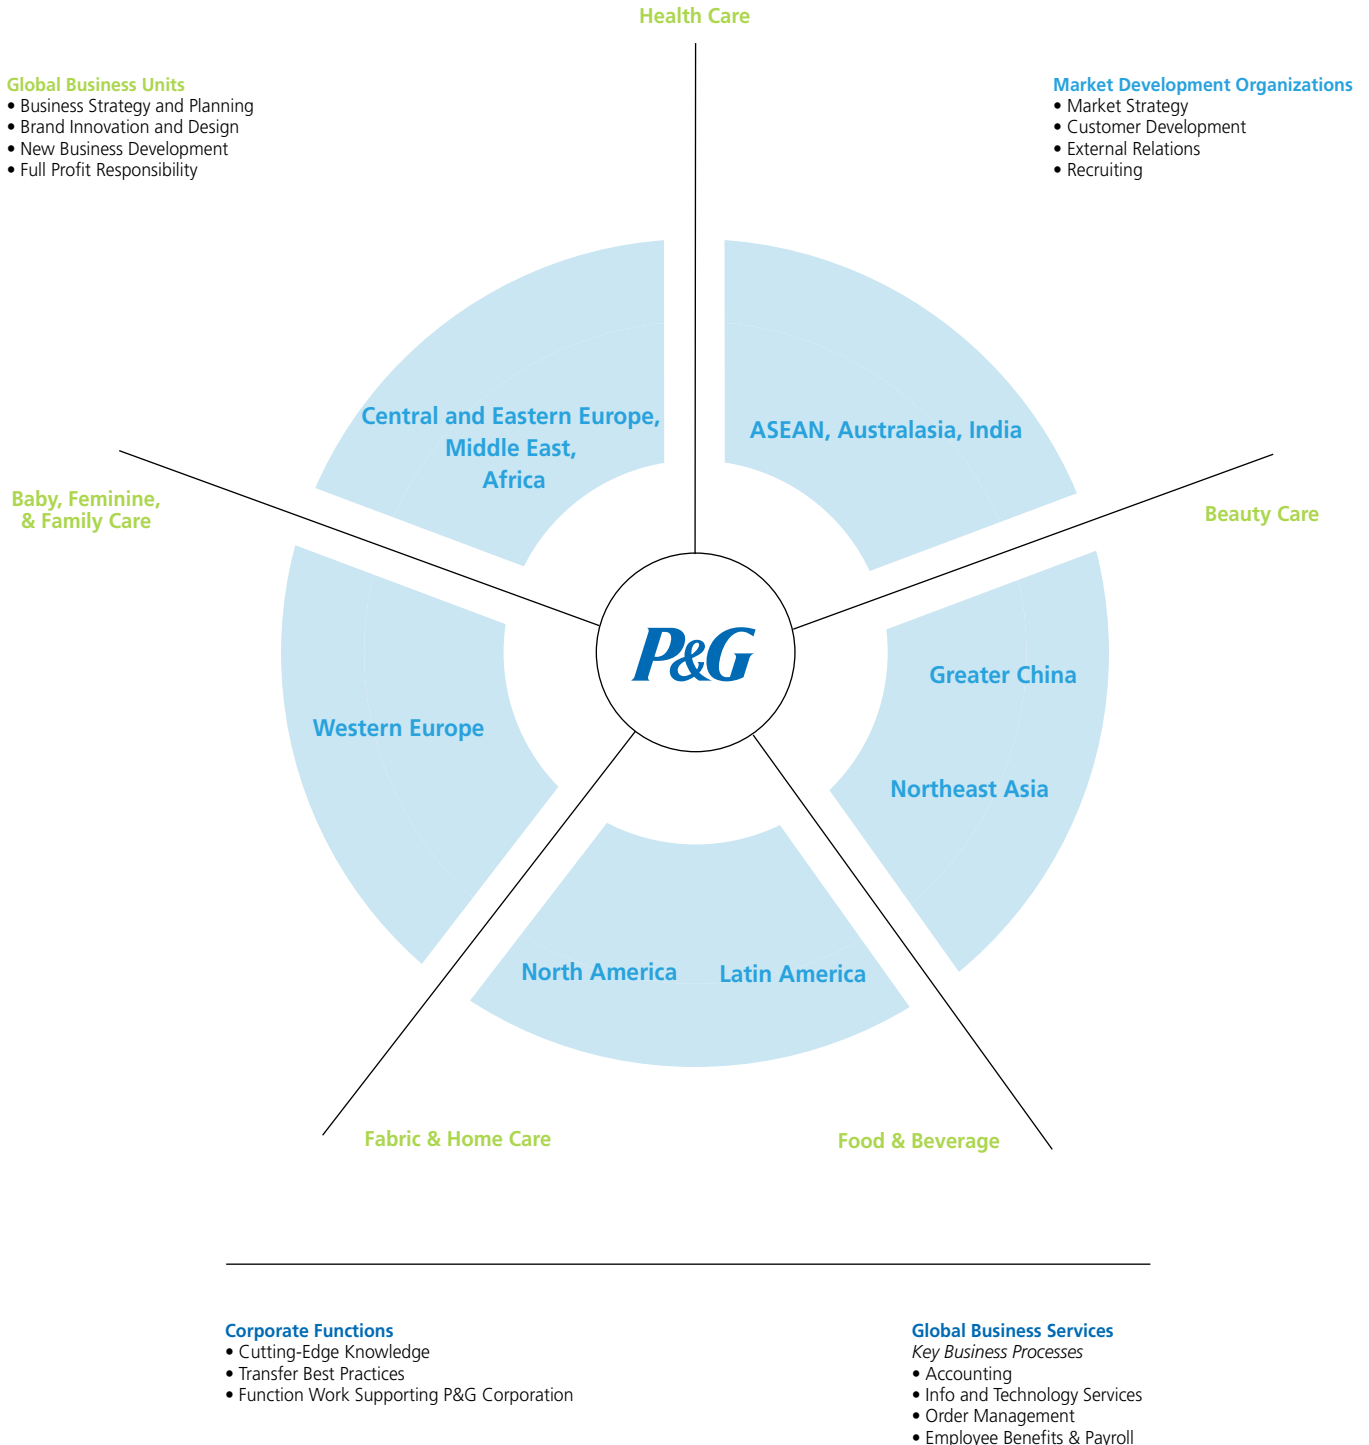 Health Care
Global Business Units
• Business Strategy and Planning
• Brand Innovation and Design
• New Business Development
• Full Profit Responsibility
Market Development Organizations
• Market Strategy
• Customer Development
• External Relations
• Recruiting
Central and Eastern Europe,
Middle East,
Africa
ASEAN, Australasia, India
Baby, Feminine,
& Family Care
Beauty Care
P&G
Greater China
Western Europe
Northeast Asia
North America
Latin America
Fabric & Home Care
Food & Beverage
Corporate Functions
• Cutting-Edge Knowledge
• Transfer Best Practices
• Function Work Supporting P&G Corporation
Global Business Services
Key Business Processes
• Accounting
• Info and Technology Services
• Order Management
• Employee Benefits & Payroll